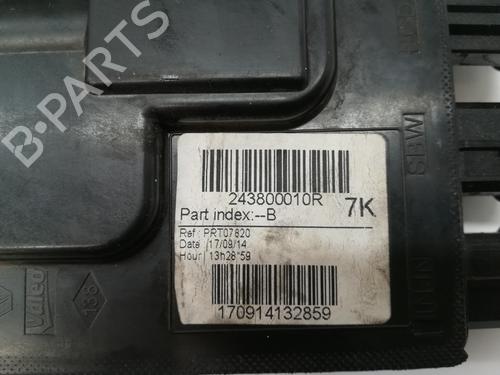 B-PARTS
SBW
243800010R
Part index:--B
7K
Ref : PRT07820
Date : 17/09/14
Hour : 13h28'59
170914132859
Valeo